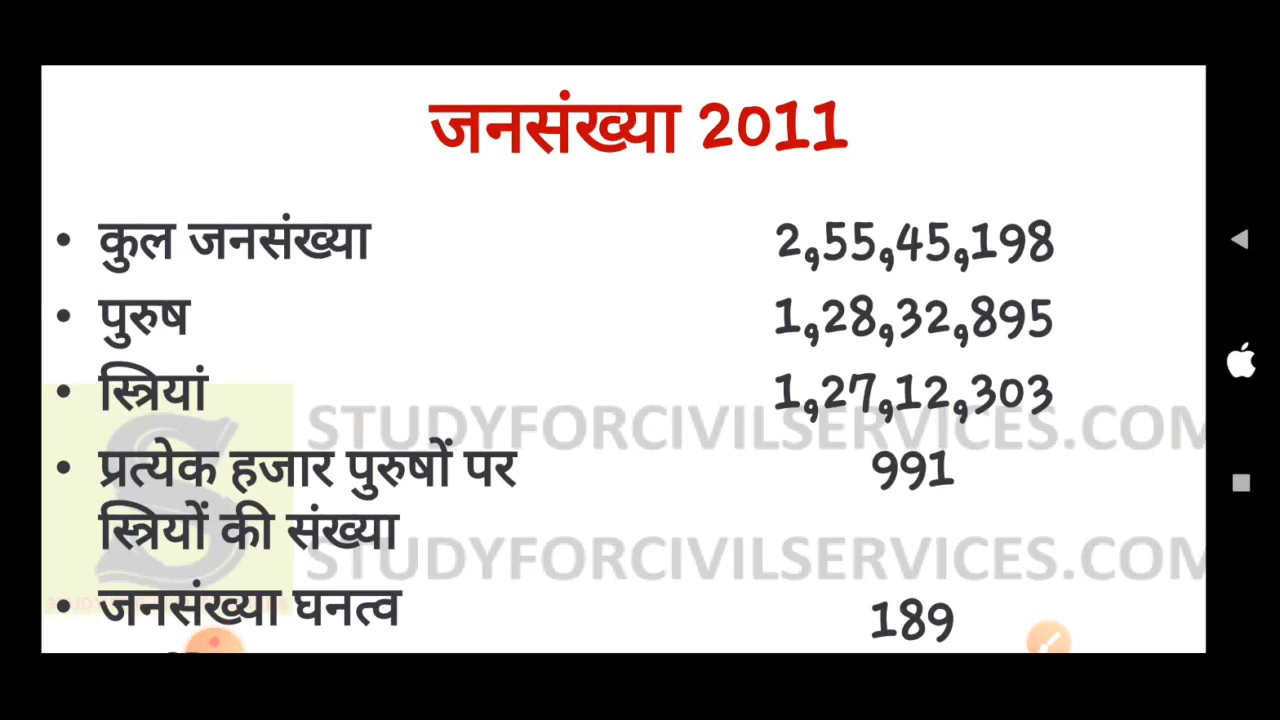 जनसंख्या 2011
• कुल जनसंख्या 2,55,45,198
• पुरुष 1,28,32,895
• स्त्रियां 1,27,12,303
STUDYFORCIVILSERVICES.COM
• प्रत्येक हजार पुरुषों पर 991
स्त्रियों की संख्या
STUDYFORCIVILSERVICES.COM
• जनसंख्या घनत्व 189